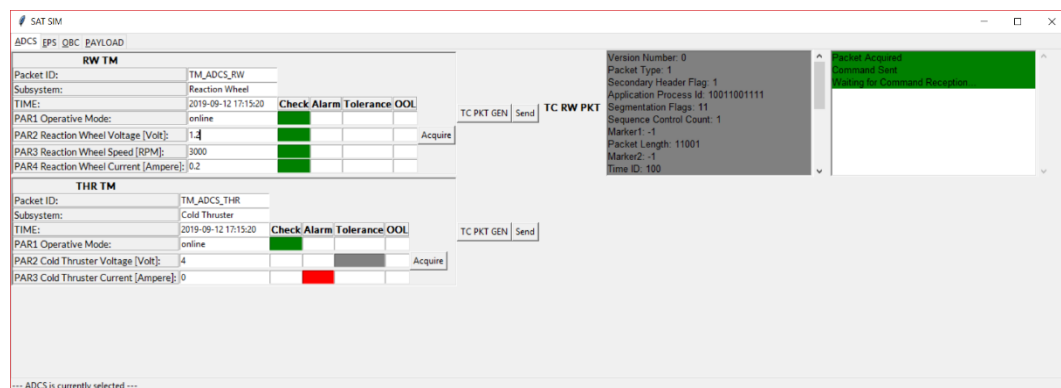 SAT SIM
ADCS EPS OBC PAYLOAD
RW TM
Packet ID: TM_ADCS_RW
Subsystem: Reaction Wheel
TIME: 2019-09-12 17:15:20 Check Alarm Tolerance OOL
PAR1 Operative Mode: online
PAR2 Reaction Wheel Voltage [Volt]: 1.2 Acquire
PAR3 Reaction Wheel Speed [RPM]: 3000
PAR4 Reaction Wheel Current [Ampere]: 0.2
TC PKT GEN Send TC RW PKT
Version Number: 0
Packet Type: 1
Secondary Header Flag: 1
Application Process Id: 10011001111
Segmentation Flags: 11
Sequence Control Count: 1
Marker1: -1
Packet Length: 11001
Marker2: -1
Time ID: 100
Packet Acquired
Command Sent
Waiting for Command Reception...
THR TM
Packet ID: TM_ADCS_THR
Subsystem: Cold Thruster
TIME: 2019-09-12 17:15:20 Check Alarm Tolerance OOL
PAR1 Operative Mode: online
PAR2 Cold Thruster Voltage [Volt]: 4 Acquire
PAR3 Cold Thruster Current [Ampere]: 0
TC PKT GEN Send
--- ADCS is currently selected ---